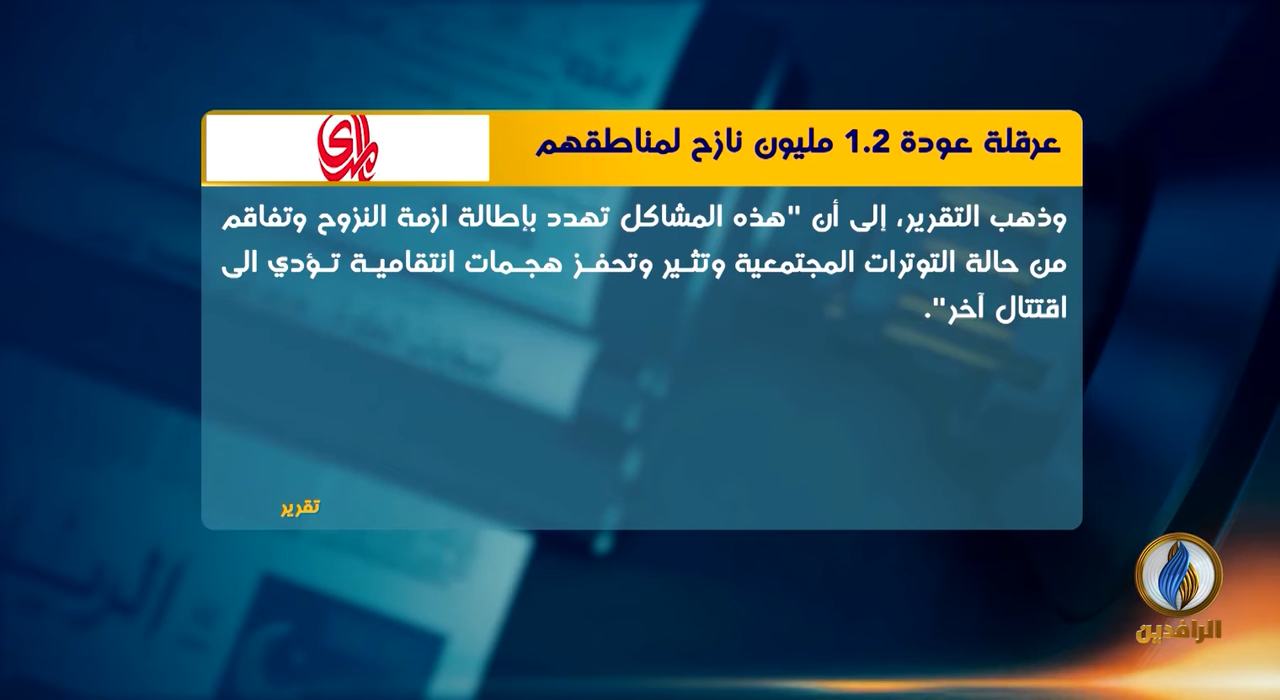 عرقلة عودة 1.2 مليون نازح لمناطقهم
المدى
وذهب التقرير، إلى أن "هذه المشاكل تهدد بإطالة ازمة النزوح وتفاقم
من حالة التوترات المجتمعية وتثير وتحفز هجمات انتقامية تؤدي الى
اقتتال آخر".
تقرير
الرافدين